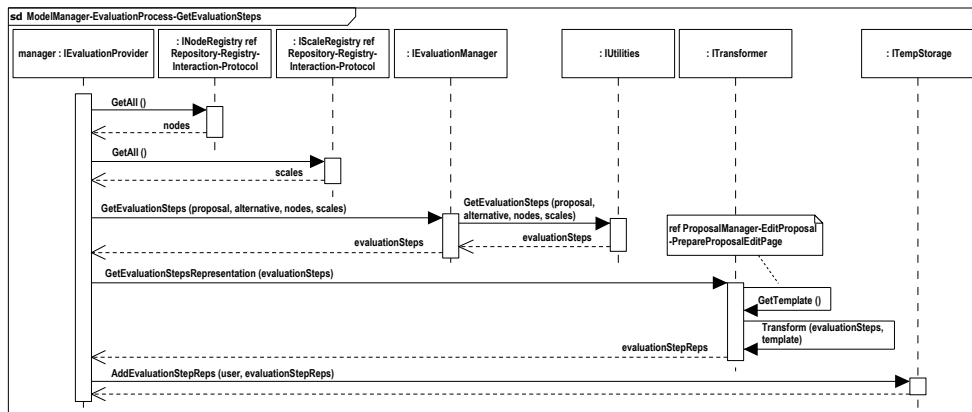 sd ModelManager-EvaluationProcess-GetEvaluationSteps
manager : IEvaluationProvider
: INodeRegistry ref
Repository-Registry-
Interaction-Protocol
: IScaleRegistry ref
Repository-Registry-
Interaction-Protocol
: IEvaluationManager
: IUtilities
: ITransformer
: ITempStorage
GetAll ()
nodes
GetAll ()
scales
GetEvaluationSteps (proposal, alternative, nodes, scales)
GetEvaluationSteps (proposal,
alternative, nodes, scales)
evaluationSteps
evaluationSteps
ref ProposalManager-EditProposal
-PrepareProposalEditPage
GetEvaluationStepsRepresentation (evaluationSteps)
GetTemplate ()
Transform (evaluationSteps,
template)
evaluationStepReps
AddEvaluationStepReps (user, evaluationStepReps)